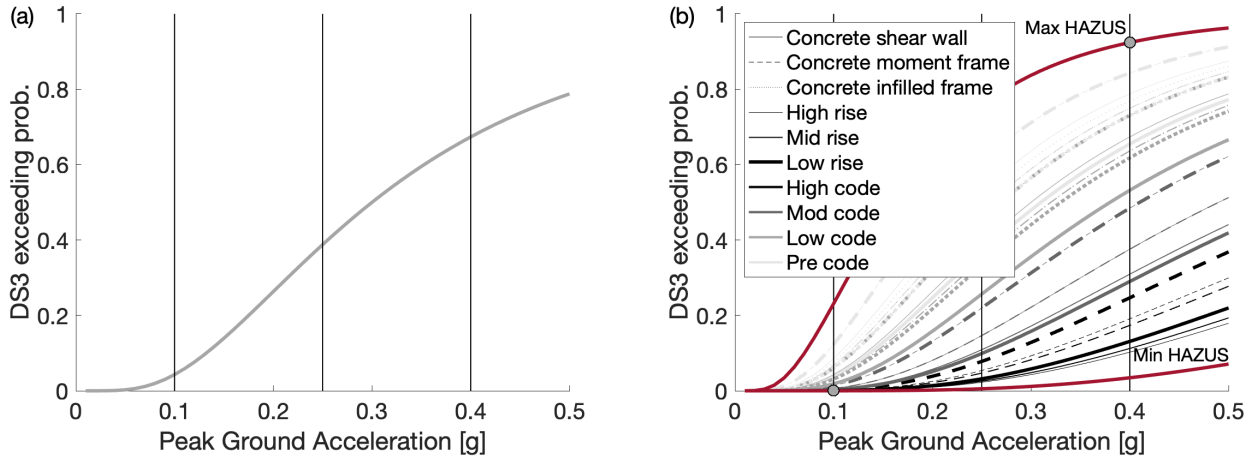 (a)
DS3 exceeding prob.
1
0.8
0.6
0.4
0.2
0
0
0.1
0.2
0.3
0.4
0.5
Peak Ground Acceleration [g]
(b)
DS3 exceeding prob.
1
0.8
0.6
0.4
0.2
0
Concrete shear wall
Concrete moment frame
Concrete infilled frame
High rise
Mid rise
Low rise
High code
Mod code
Low code
Pre code
Max HAZUS
Min HAZUS
0
0.1
0.2
0.3
0.4
0.5
Peak Ground Acceleration [g]